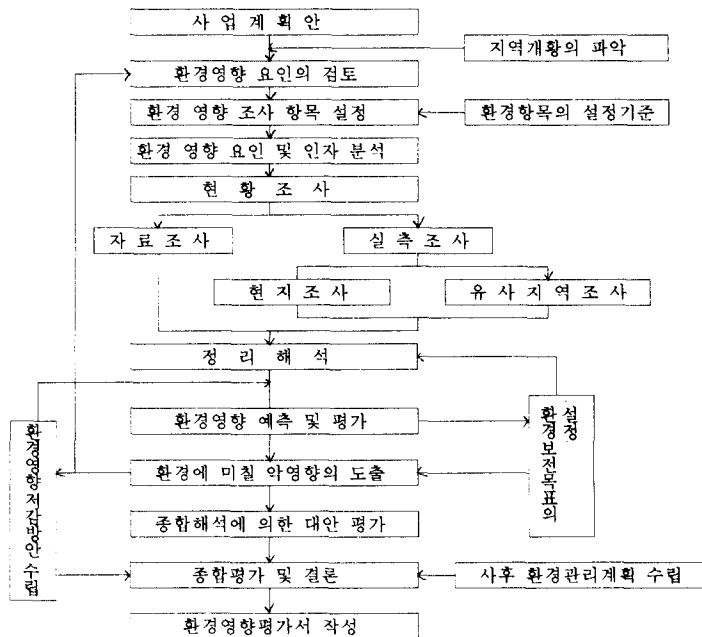 사 업 계 획 안
지역개황의 파악
환경영향 요인의 검토
환경 영향 조사 항목 설정
환경항목의 설정기준
환경 영향 요인 및 인자 분석
현 황 조 사
자 료 조 사
실 측 조 사
현 지 조 사
유 사 지 역 조 사
정 리 해 석
환경영향 예측 및 평가
환경보전목표의
설정
환경영향저감방안수립
환경에 미칠 악영향의 도출
종합해석에 의한 대안 평가
종합평가 및 결론
사후 환경관리계획 수립
환경영향평가서 작성